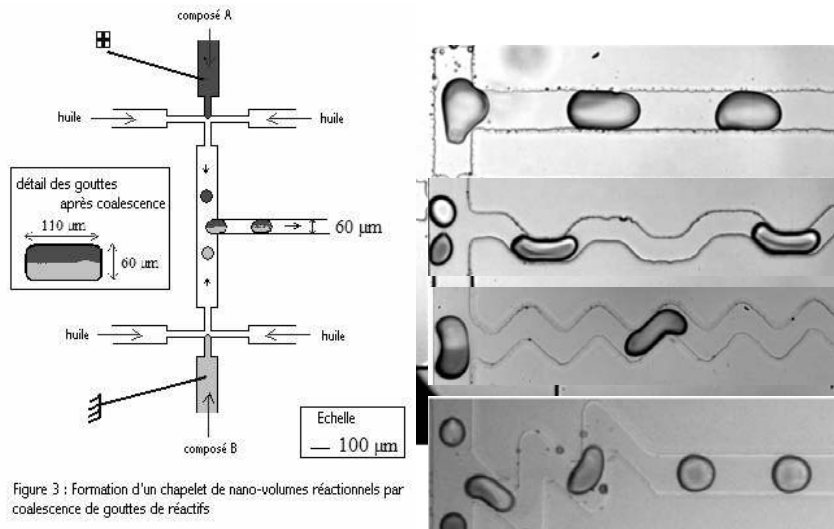 composé A
huile
huile
détail des gouttes
après coalescence
110 µm
60 µm
60 µm
huile
huile
composé B
Echelle
100 µm
Figure 3 : Formation d'un chapelet de nano-volumes réactionnels par
coalescence de gouttes de réactifs